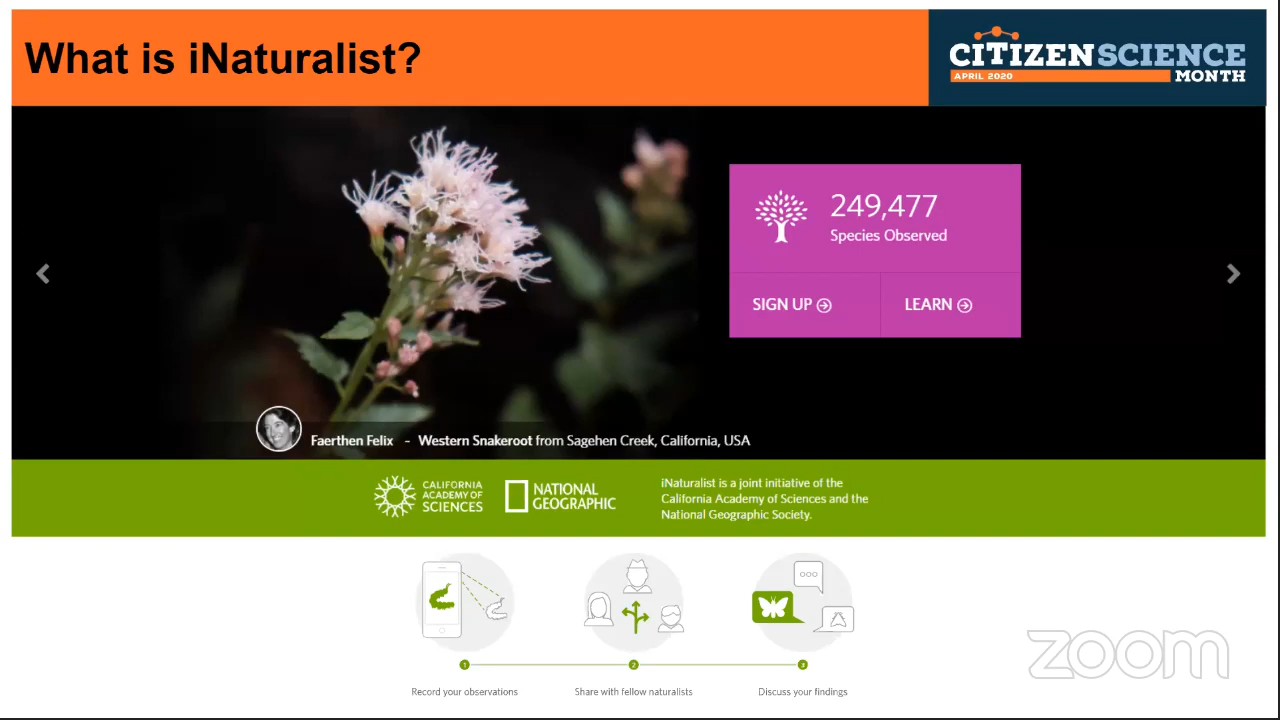 What is iNaturalist?
CITIZEN SCIENCE
APRIL 2020
MONTH
249,477
Species Observed
SIGN UP
LEARN
Faerthen Felix - Western Snakeroot from Sagehen Creek, California, USA
CALIFORNIA
ACADEMY OF
SCIENCES
NATIONAL
GEOGRAPHIC
iNaturalist is a joint initiative of the
California Academy of Sciences and the
National Geographic Society.
1
2
3
Record your observations
Share with fellow naturalists
Discuss your findings
zoom